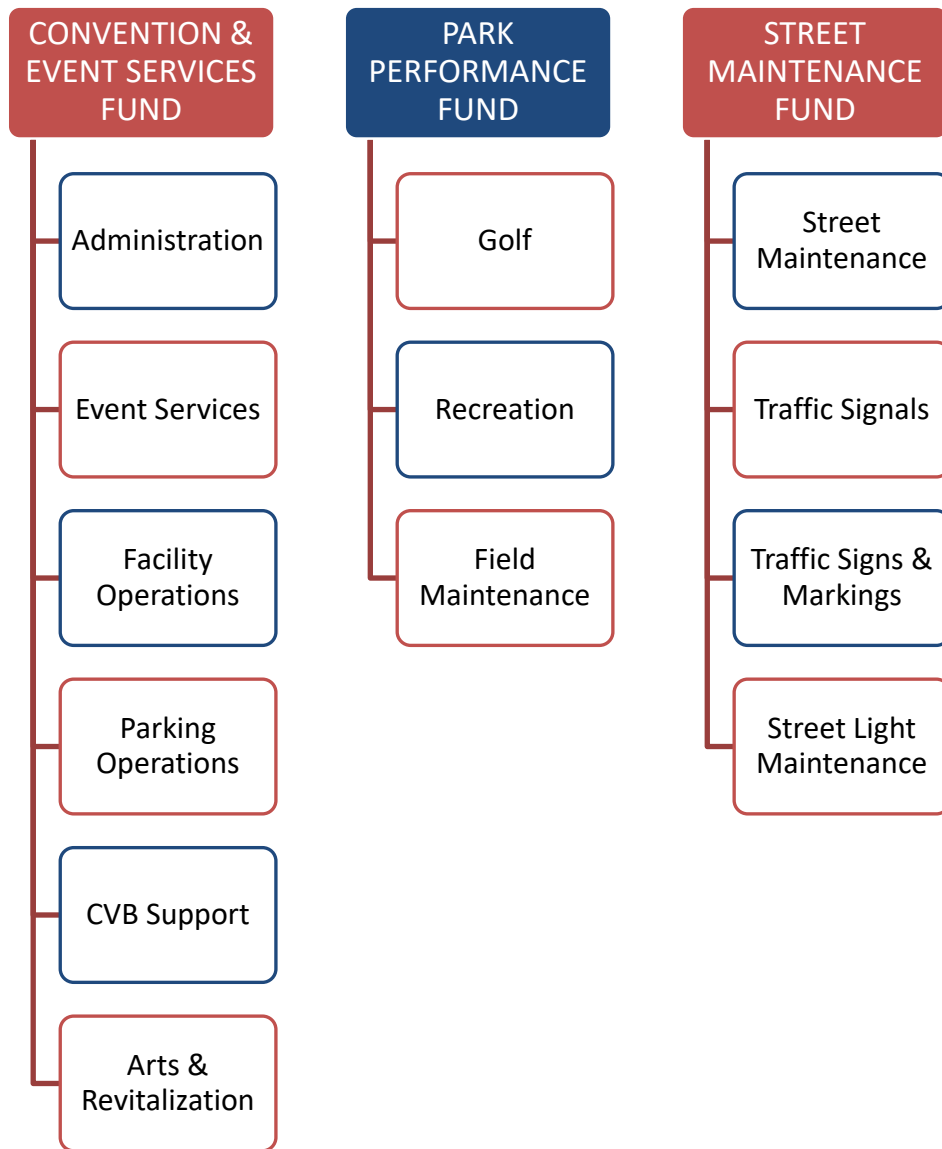 CONVENTION &
EVENT SERVICES
FUND
Administration
Event Services
Facility
Operations
Parking
Operations
CVB Support
Arts &
Revitalization
PARK
PERFORMANCE
FUND
Golf
Recreation
Field
Maintenance
STREET
MAINTENANCE
FUND
Street
Maintenance
Traffic Signals
Traffic Signs &
Markings
Street Light
Maintenance